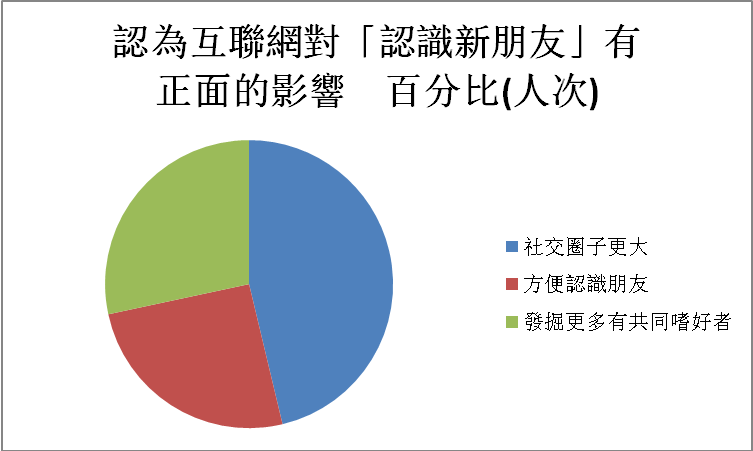 認為互聯網對「認識新朋友」有
正面的影響　百分比(人次)
社交圈子更大
方便認識朋友
發掘更多有共同嗜好者